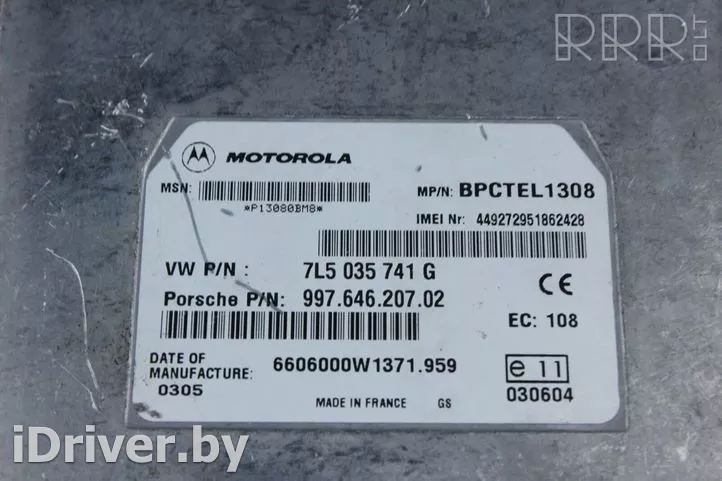 RRR.LT
MOTOROLA
MSN:
*P13080BM8*
MP/N: BPCTEL1308
IMEI Nr: 449272951862428
VW P/N : 7L5 035 741 G
Porsche P/N: 997.646.207.02
EC: 108
DATE OF
MANUFACTURE:
0305
6606000W1371.959
e 11
030604
MADE IN FRANCE GS
iDriver.by